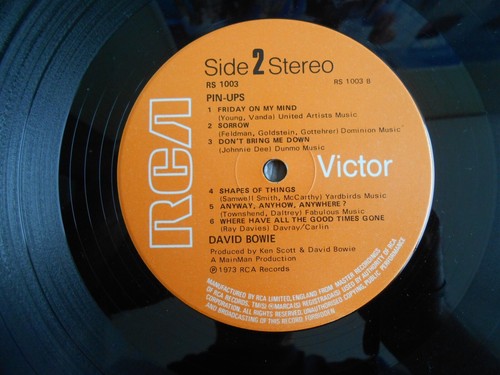 Side 2 Stereo
RS 1003
RS 1003 B
PIN-UPS
1 FRIDAY ON MY MIND
(Young, Vanda) United Artists Music
2 SORROW
(Feldman, Goldstein, Gottehrer) Dominion Music
3 DON'T BRING ME DOWN
(Johnnie Dee) Dunmo Music
RCA
Victor
4 SHAPES OF THINGS
(Samwell Smith, McCarthy) Yardbirds Music
5 ANYWAY, ANYHOW, ANYWHERE?
(Townshend, Daltrey) Fabulous Music
6 WHERE HAVE ALL THE GOOD TIMES GONE
(Ray Davies) Davray/Carlin
DAVID BOWIE
Produced by Ken Scott & David Bowie
A MainMan Production
℗1973 RCA Records
MANUFACTURED BY RCA LIMITED, ENGLAND FROM MASTER RECORDINGS
OF RCA RECORDS. TM(S) ® MARCA(S) REGISTRADA(S) USED BY AUTHORITY OF RCA
CORPORATION. ALL RIGHTS RESERVED. UNAUTHORISED COPYING, PUBLIC PERFORMANCE
AND BROADCASTING OF THIS RECORD FORBIDDEN